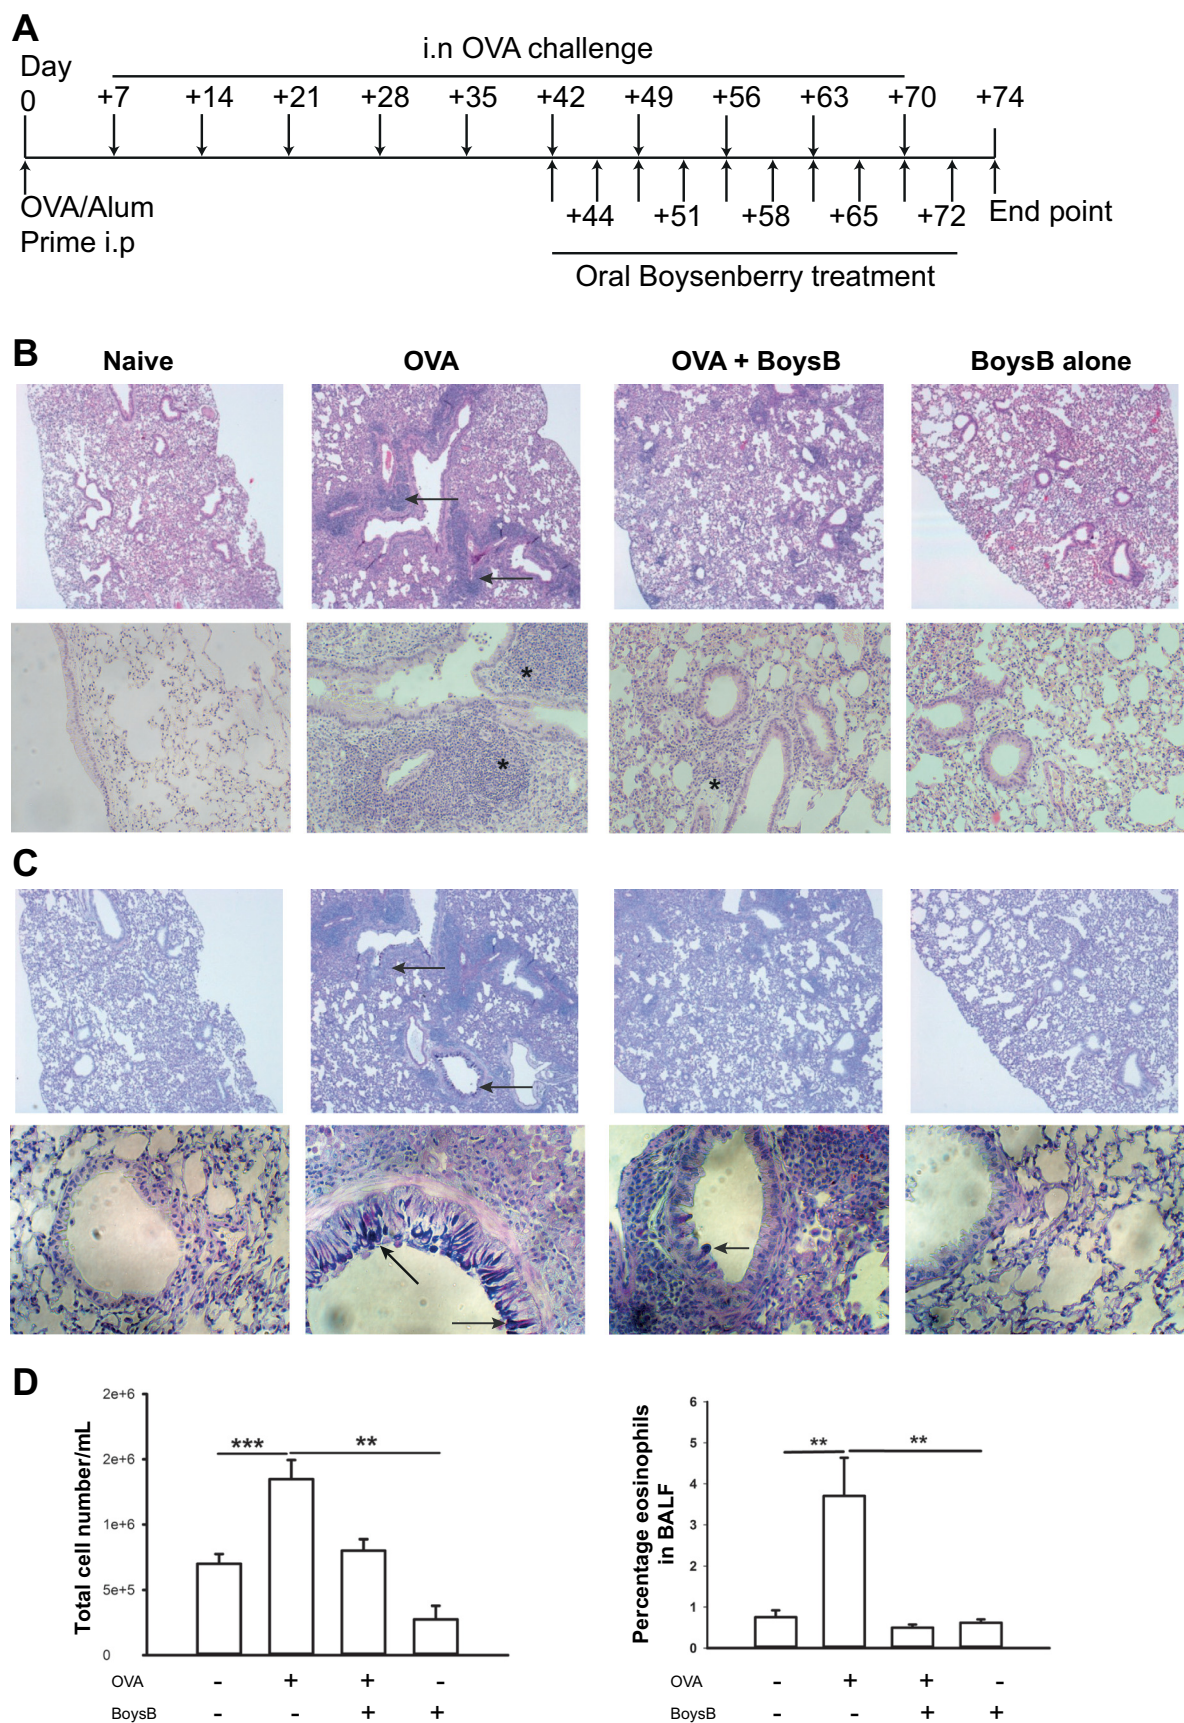 A
Day
i.n OVA challenge
0 +7 +14 +21 +28 +35 +42 +49 +56 +63 +70 +74
OVA/Alum
Prime i.p
+44 +51 +58 +65 +72 End point
Oral Boysenberry treatment
B
Naive OVA OVA + BoysB BoysB alone
*
*
*
C
D
Total cell number/mL
2e+6
2e+6
1e+6
5e+5
0
*** **
OVA - + + -
BoysB - - + +
Percentage eosinophils
in BALF
6
5
4
3
2
1
0
** **
OVA - + + -
BoysB - - + +